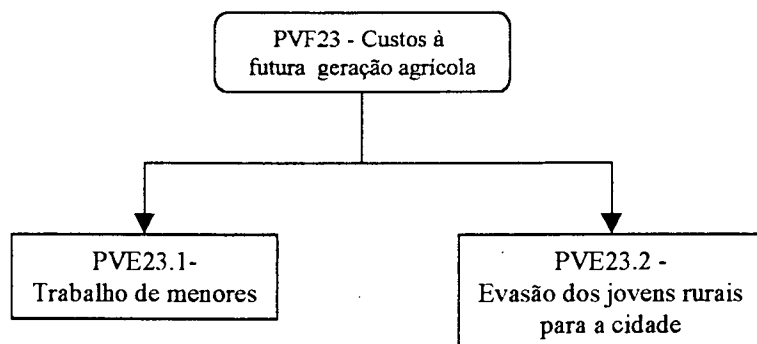 PVF23 - Custos à
futura geração agrícola
PVE23.1-
Trabalho de menores
PVE23.2 -
Evasão dos jovens rurais
para a cidade